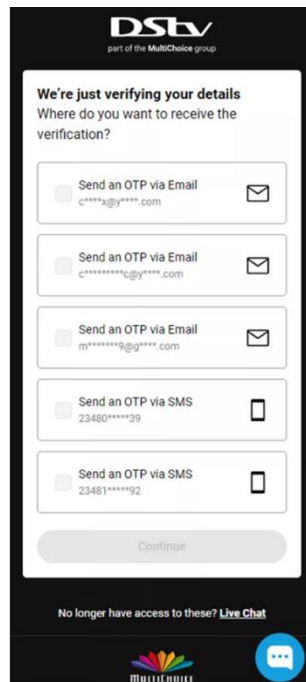 DStv
part of the MultiChoice group
We're just verifying your details
Where do you want to receive the
verification?
Send an OTP via Email
c****x@y****.com
Send an OTP via Email
c*********c@y****.com
Send an OTP via Email
m*******9@g****.com
Send an OTP via SMS
23480*****39
Send an OTP via SMS
23481*****92
Continue
No longer have access to these? Live Chat
MULTICHOICE